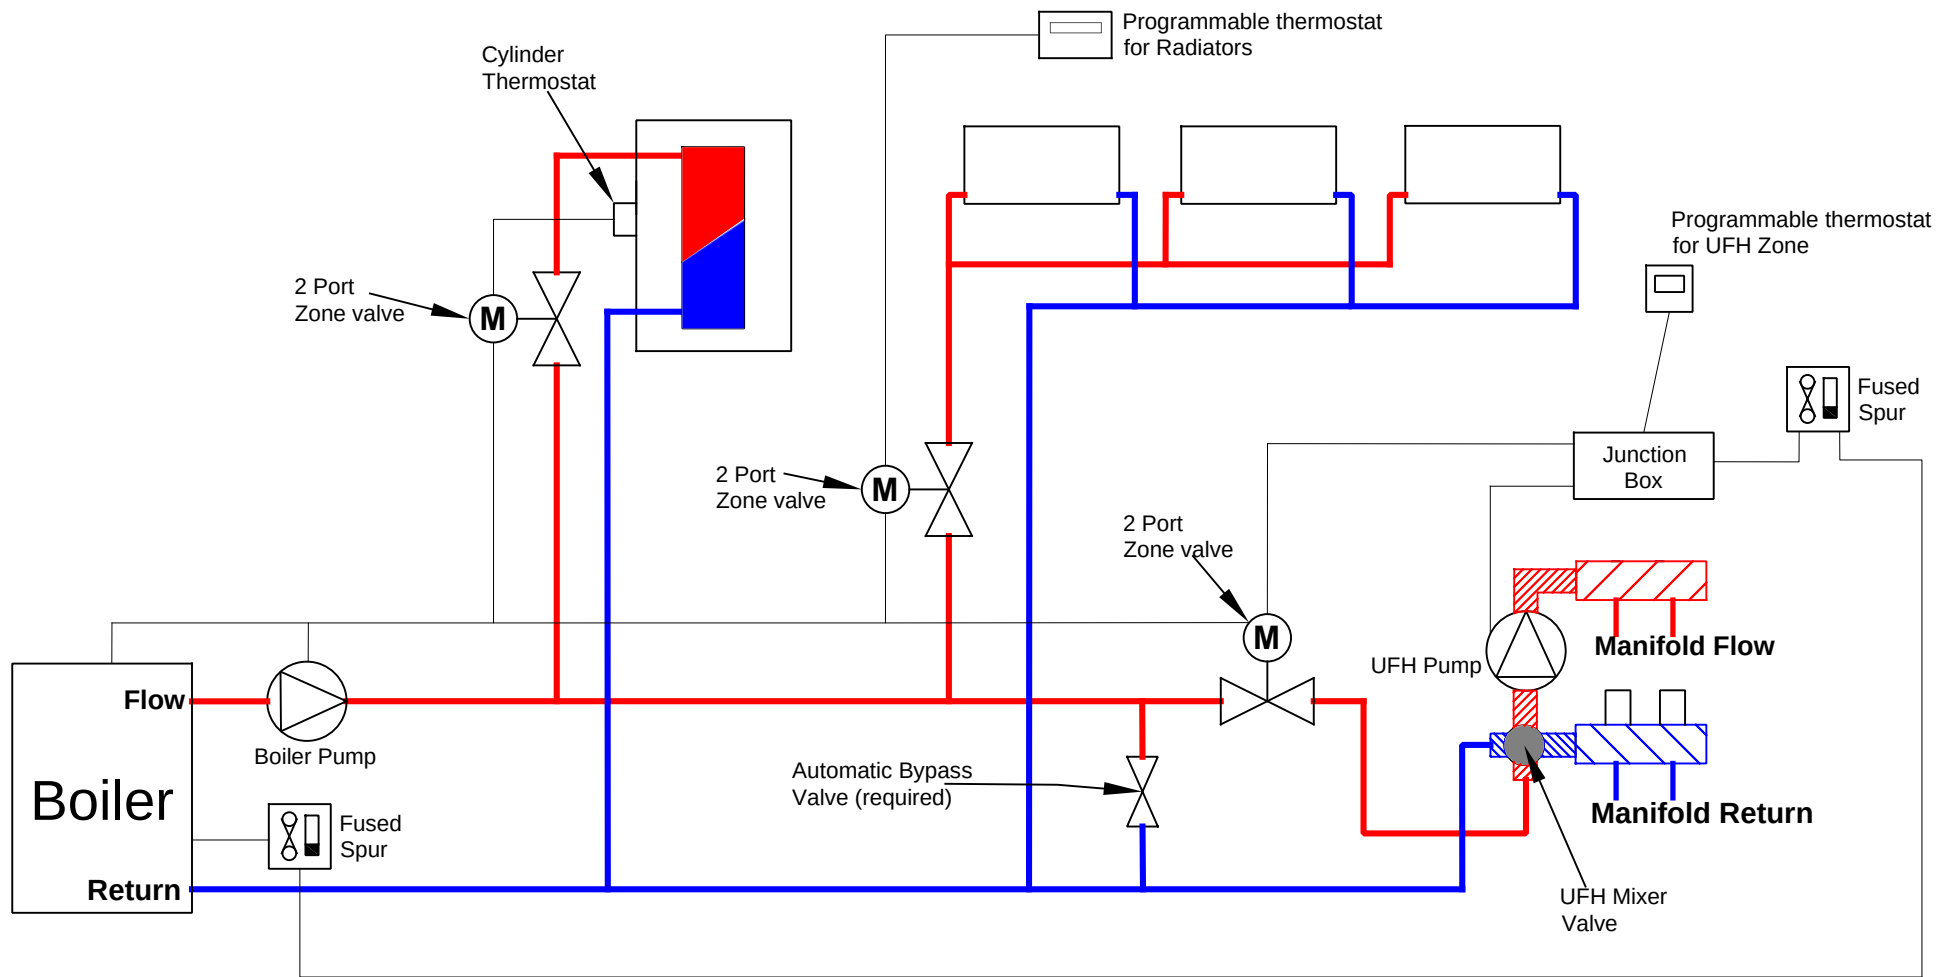 Programmable thermostat
for Radiators
Cylinder
Thermostat
Programmable thermostat
for UFH Zone
2 Port
Zone valve
M
Fused
Spur
Junction
Box
2 Port
Zone valve
M
2 Port
Zone valve
M
Manifold Flow
UFH Pump
Flow
Boiler Pump
Automatic Bypass
Valve (required)
Boiler
Manifold Return
Fused
Spur
Return
UFH Mixer
Valve